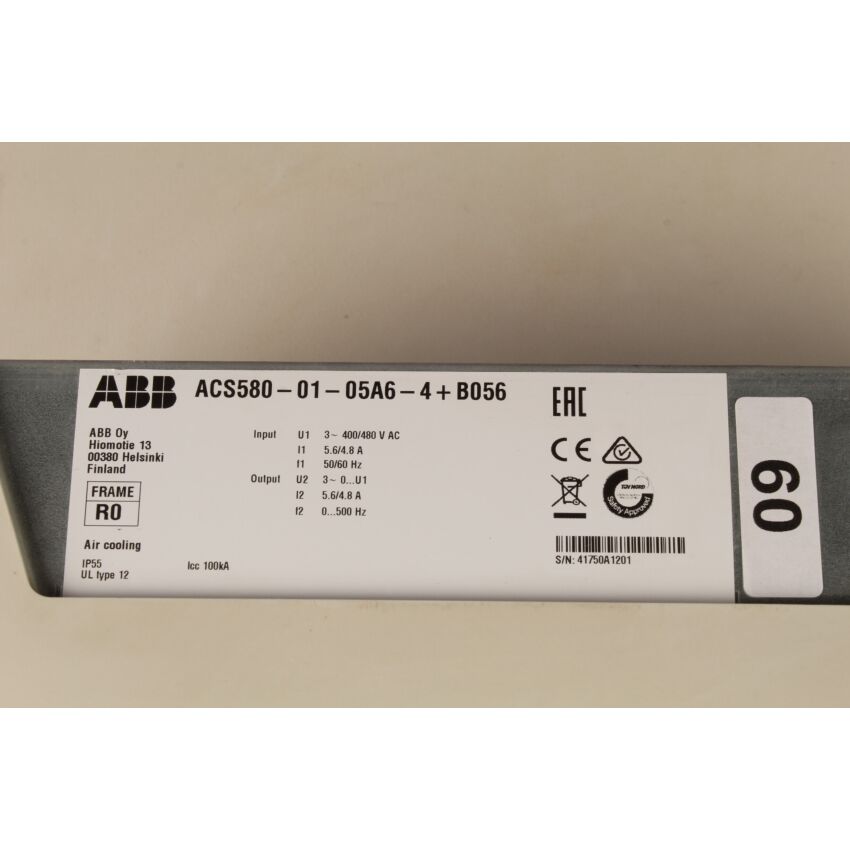 ABB ACS580-01-05A6-4+B056
ABB Oy
Hiomotie 13
00380 Helsinki
Finland
FRAME
R0
Air cooling
IP55
UL type 12
Icc 100kA
Input U1 3~ 400/480 V AC
I1 5.6/4.8 A
f1 50/60 Hz
Output U2 3~ 0...U1
I2 5.6/4.8 A
f2 0...500 Hz
EAC
CE
TÜV NORD
Safety Approved
S/N: 41750A1201
09